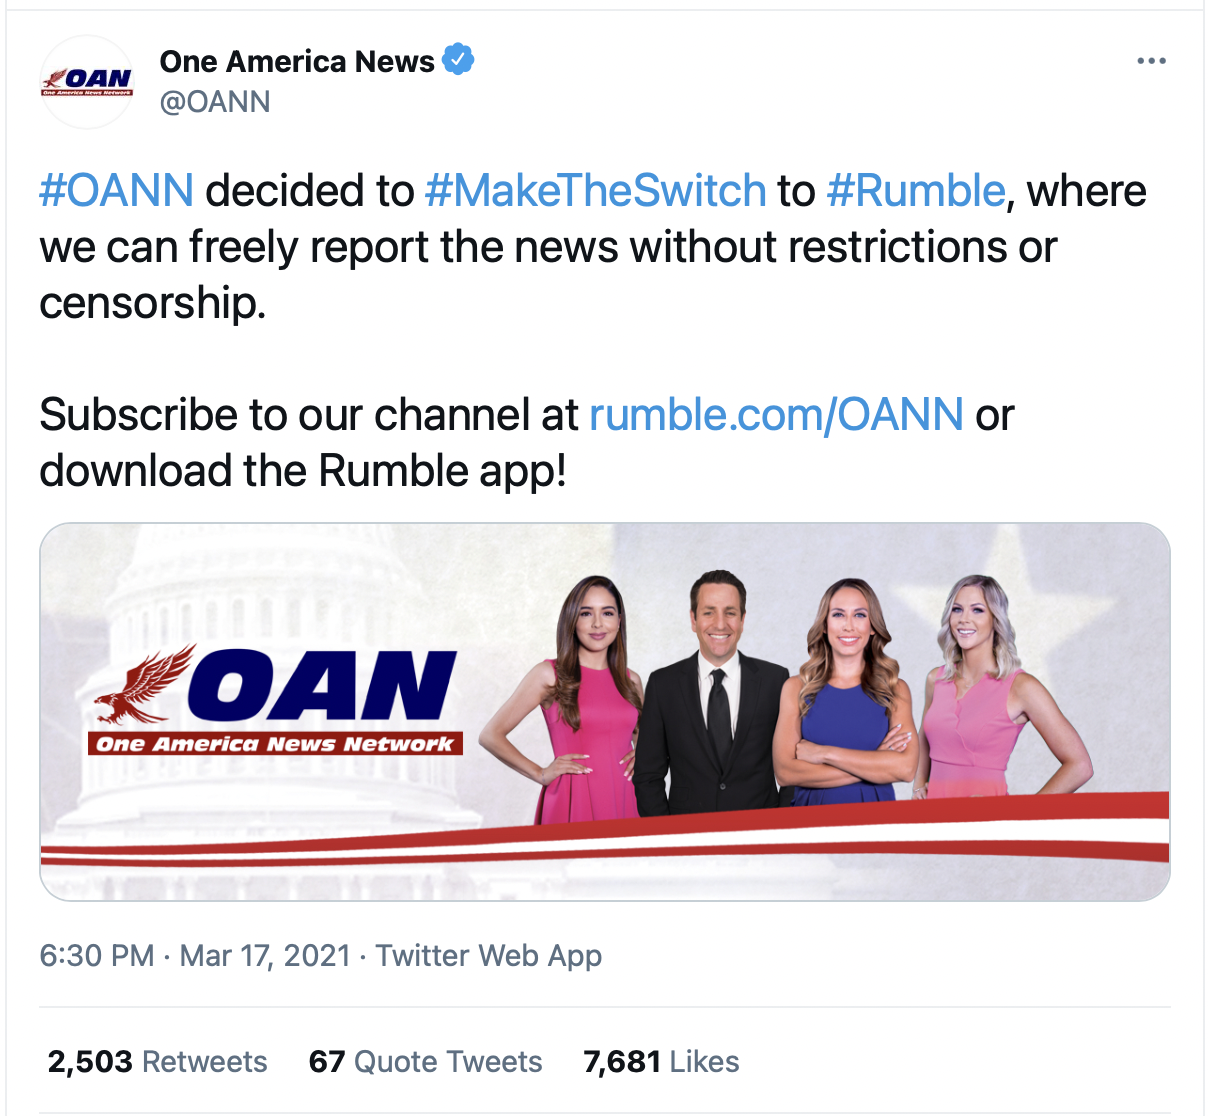 OAN
One America News Network
One America News
@OANN
#OANN decided to #MakeTheSwitch to #Rumble, where
we can freely report the news without restrictions or
censorship.
Subscribe to our channel at rumble.com/OANN or
download the Rumble app!
OAN
One America News Network
6:30 PM · Mar 17, 2021 · Twitter Web App
2,503 Retweets 67 Quote Tweets 7,681 Likes